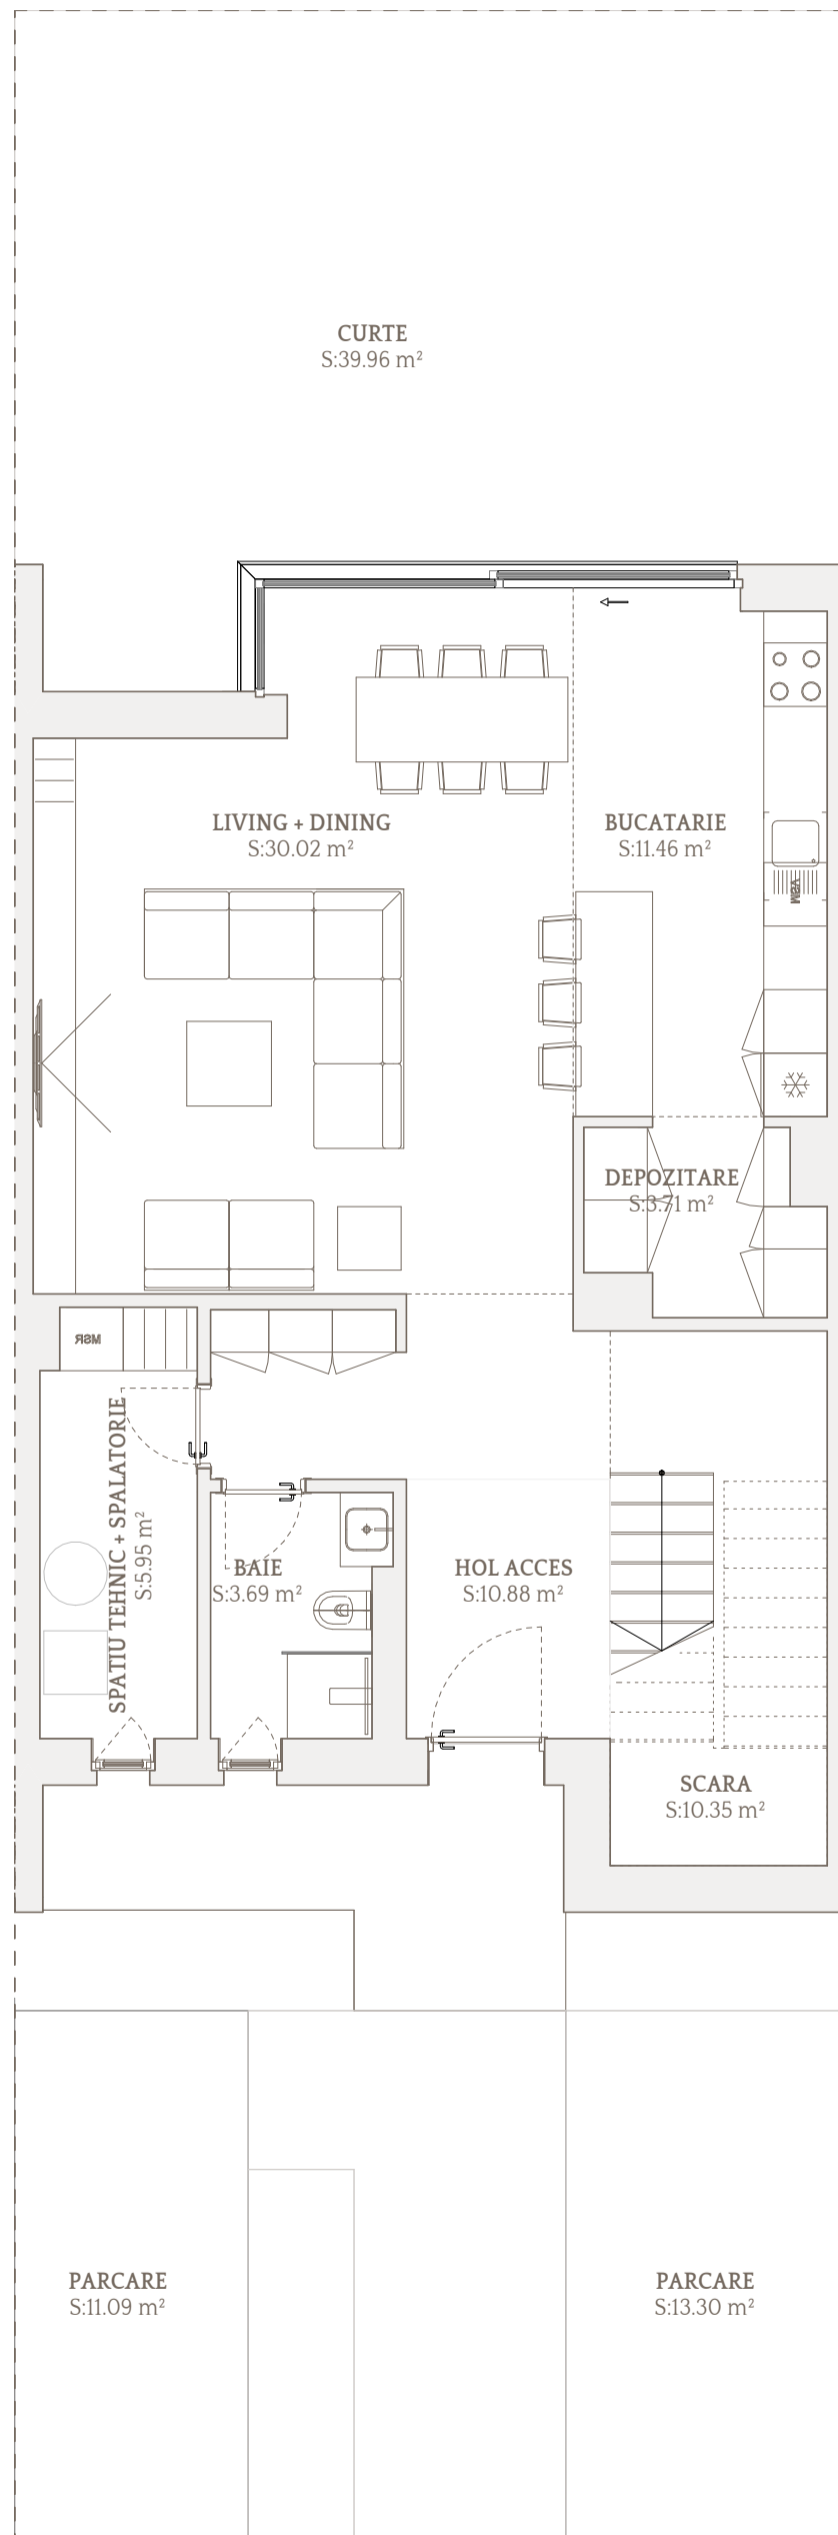 CURTE
S:39.96 m²
LIVING + DINING
S:30.02 m²
BUCATARIE
S:11.46 m²
VSM
DEPOZITARE
S:3.71 m²
MSR
SPATIU TEHNIC + SPALATORIE
S:5.95 m²
BAIE
S:3.69 m²
HOL ACCES
S:10.88 m²
SCARA
S:10.35 m²
PARCARE
S:11.09 m²
PARCARE
S:13.30 m²